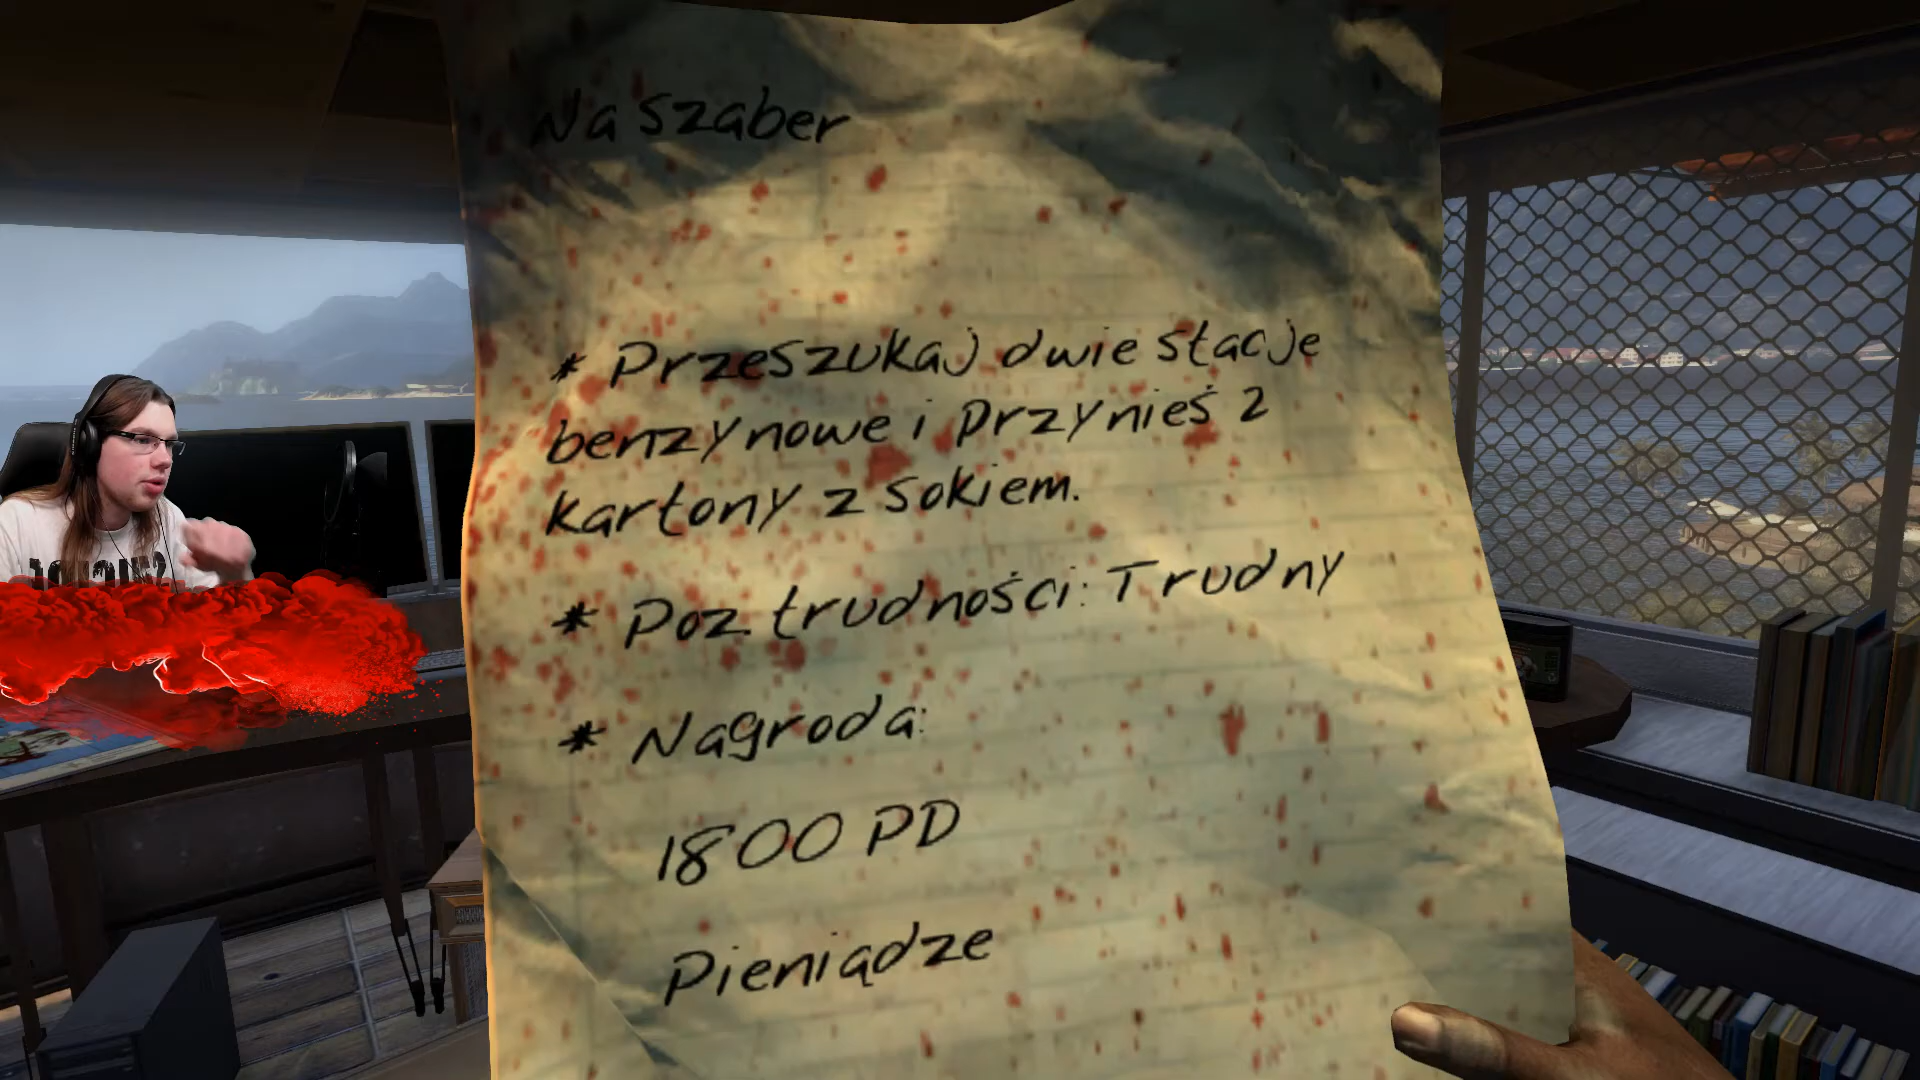 Na szaber
* Przeszukaj dwie stacje
benzynowe i przynieś 2
kartony z sokiem.
* Poz. trudności: Trudny
* Nagroda:
1800 PD
Pieniądze